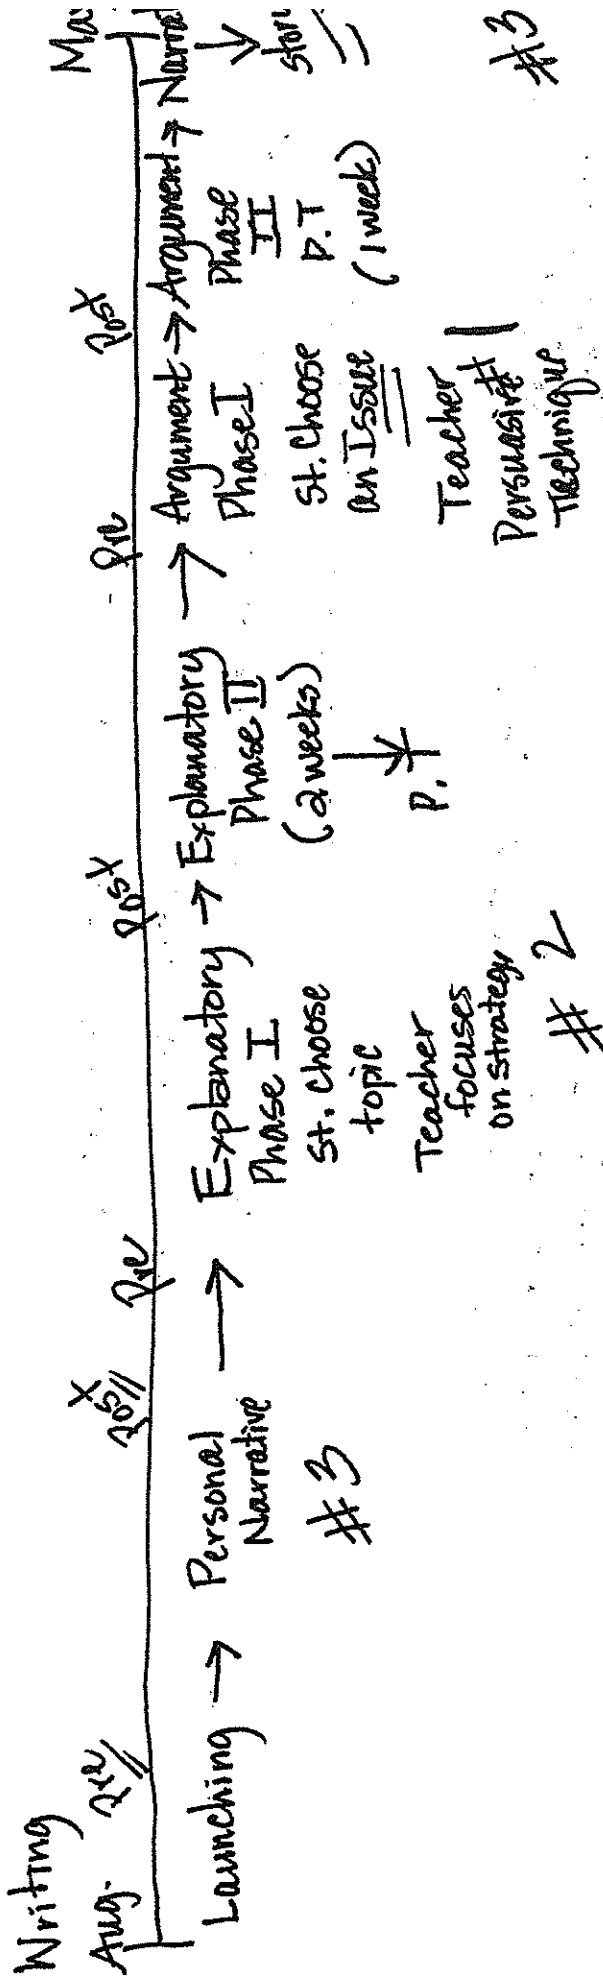 Writing
Aug.
Pre
Post
Pre
Post
Pre
Post
Launching →
Personal
Narrative
#3
→
Explanatory →
Phase I
St. Choose
topic
Teacher
focuses
on strategy
#2
Explanatory
Phase II
(2 weeks)
↓
P.
→
Argument →
Phase I
St. Choose
an Issue
Teacher
Persuasive
Technique
#1
Argument →
Phase II
P.T
(1 week)
↓
#3